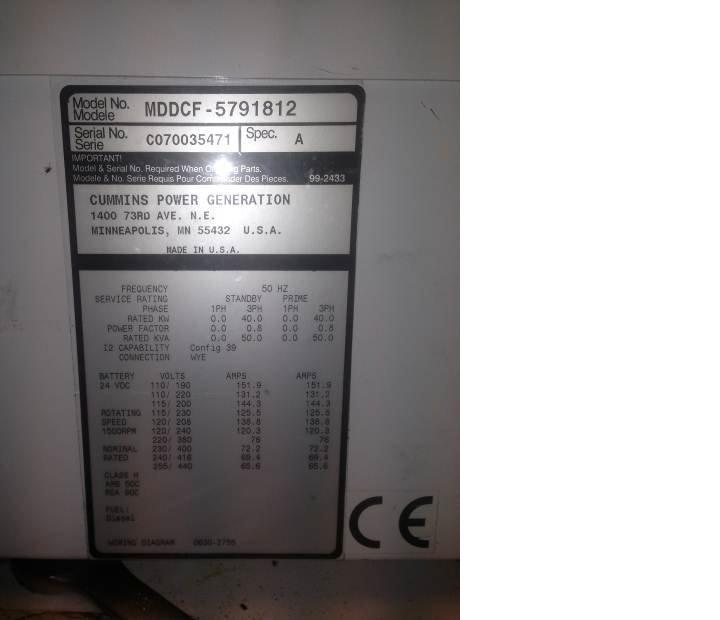 Model No. MDDCF-5791812
Modele
Serial No. C070035471 Spec. A
Serie
IMPORTANT!
Model & Serial No. Required When Ordering Parts.
Modele & No. Serie Requis Pour Commander Des Pieces. 99-2433
CUMMINS POWER GENERATION
1400 73RD AVE. N.E.
MINNEAPOLIS, MN 55432 U.S.A.
MADE IN U.S.A.
FREQUENCY 50 HZ
SERVICE RATING STANDBY PRIME
PHASE 1PH 3PH 1PH 3PH
RATED KW 0.0 40.0 0.0 40.0
POWER FACTOR 0.0 0.8 0.0 0.8
RATED KVA 0.0 50.0 0.0 50.0
I2 CAPABILITY Config 39
CONNECTION WYE
BATTERY VOLTS AMPS AMPS
24 VDC 110/ 190 151.9 151.9
110/ 220 131.2 131.2
115/ 200 144.3 144.3
ROTATING 115/ 230 125.5 125.5
SPEED 120/ 208 138.8 138.8
1500RPM 120/ 240 120.3 120.3
220/ 380 76 76
NOMINAL 230/ 400 72.2 72.2
RATED 240/ 416 69.4 69.4
255/ 440 65.6 65.6
CLASS H
AMB 50C
FUEL:
Diesel
WIRING DIAGRAM
CE